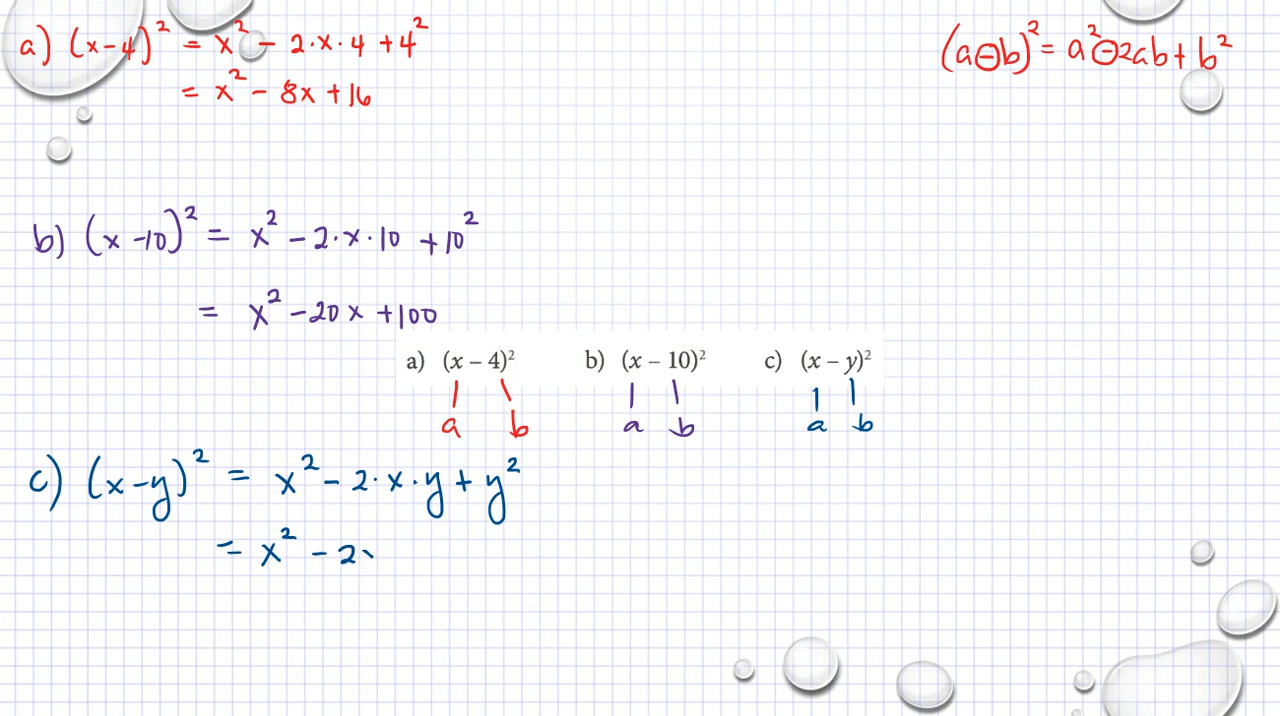 a) (x-4)² = x² - 2·x·4 + 4²
(a-b)² = a² - 2ab + b²
= x² - 8x + 16
b) (x-10)² = x² - 2·x·10 + 10²
= x² - 20x + 100
a) (x – 4)² b) (x – 10)² c) (x – y)²
a b a b a b
c) (x-y)² = x² - 2·x·y + y²
= x² - 2